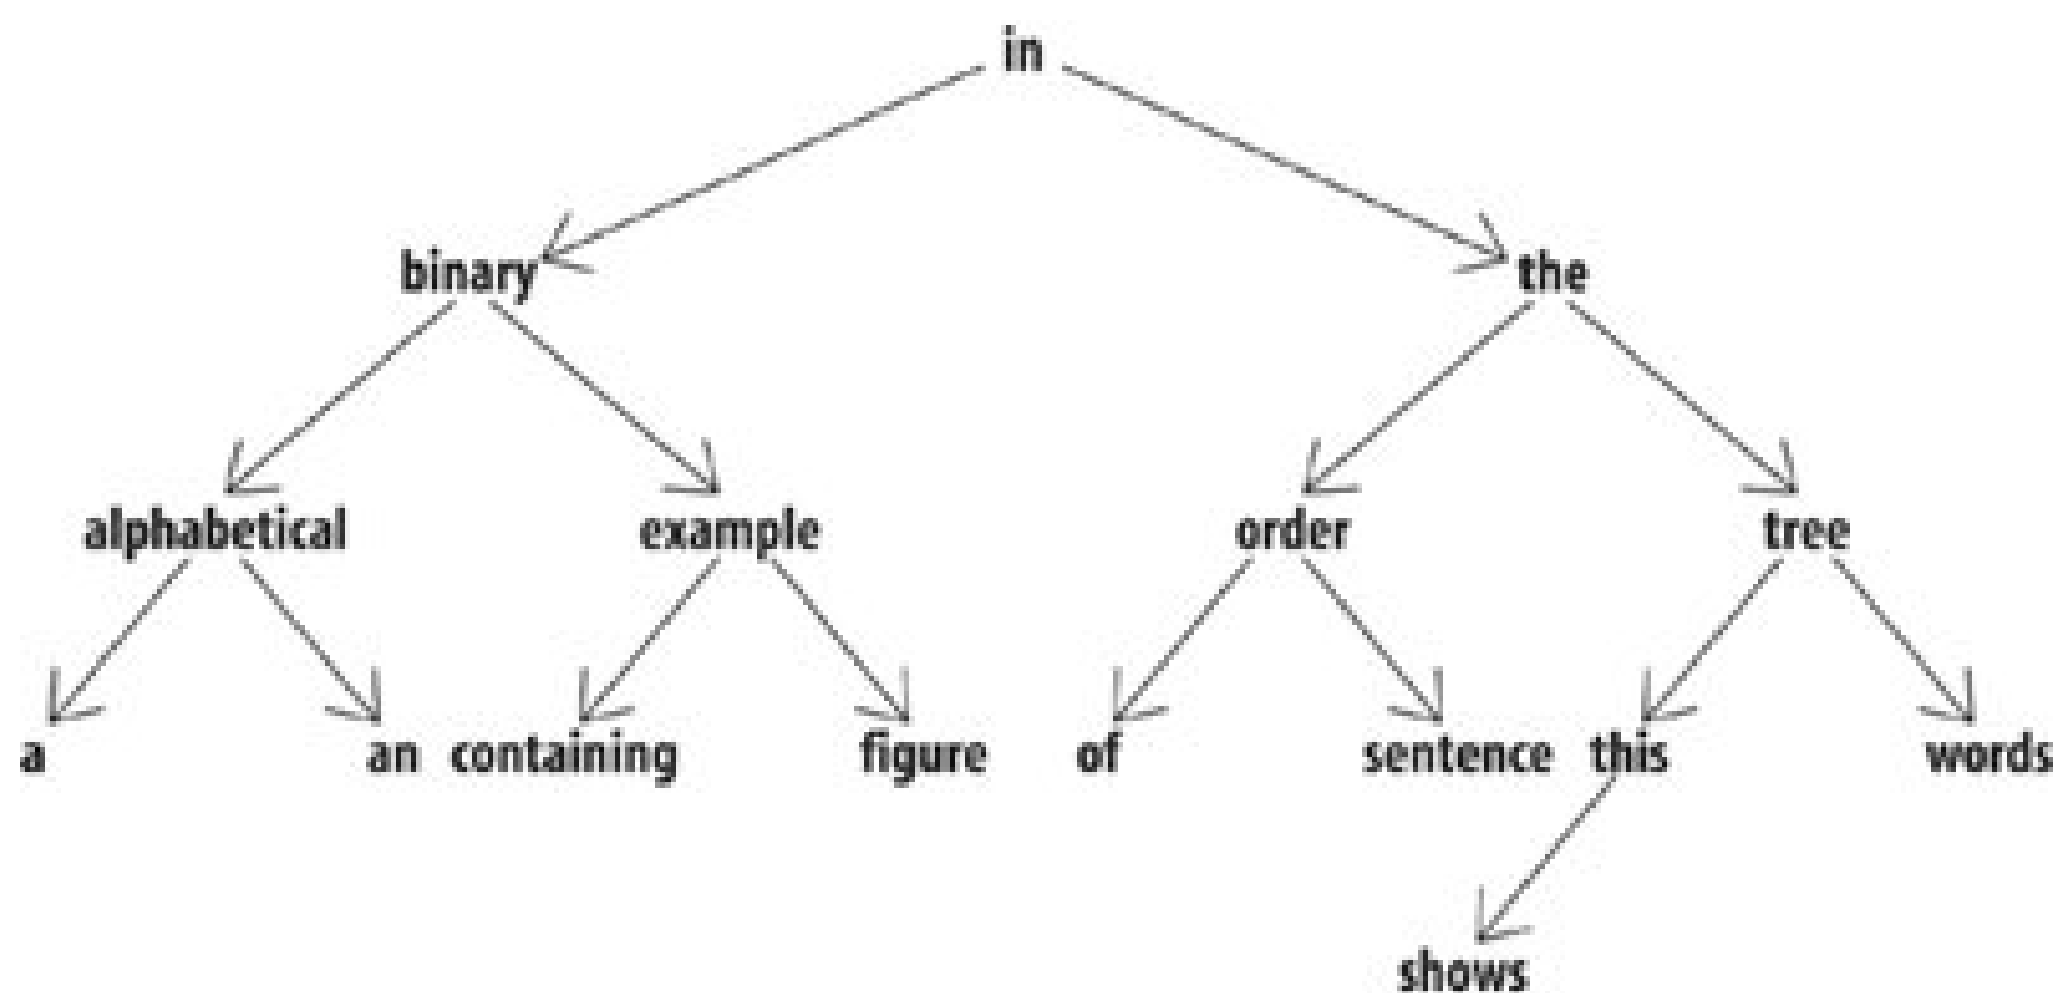 in
binary the
alphabetical example order tree
a an containing figure of sentence this words
shows